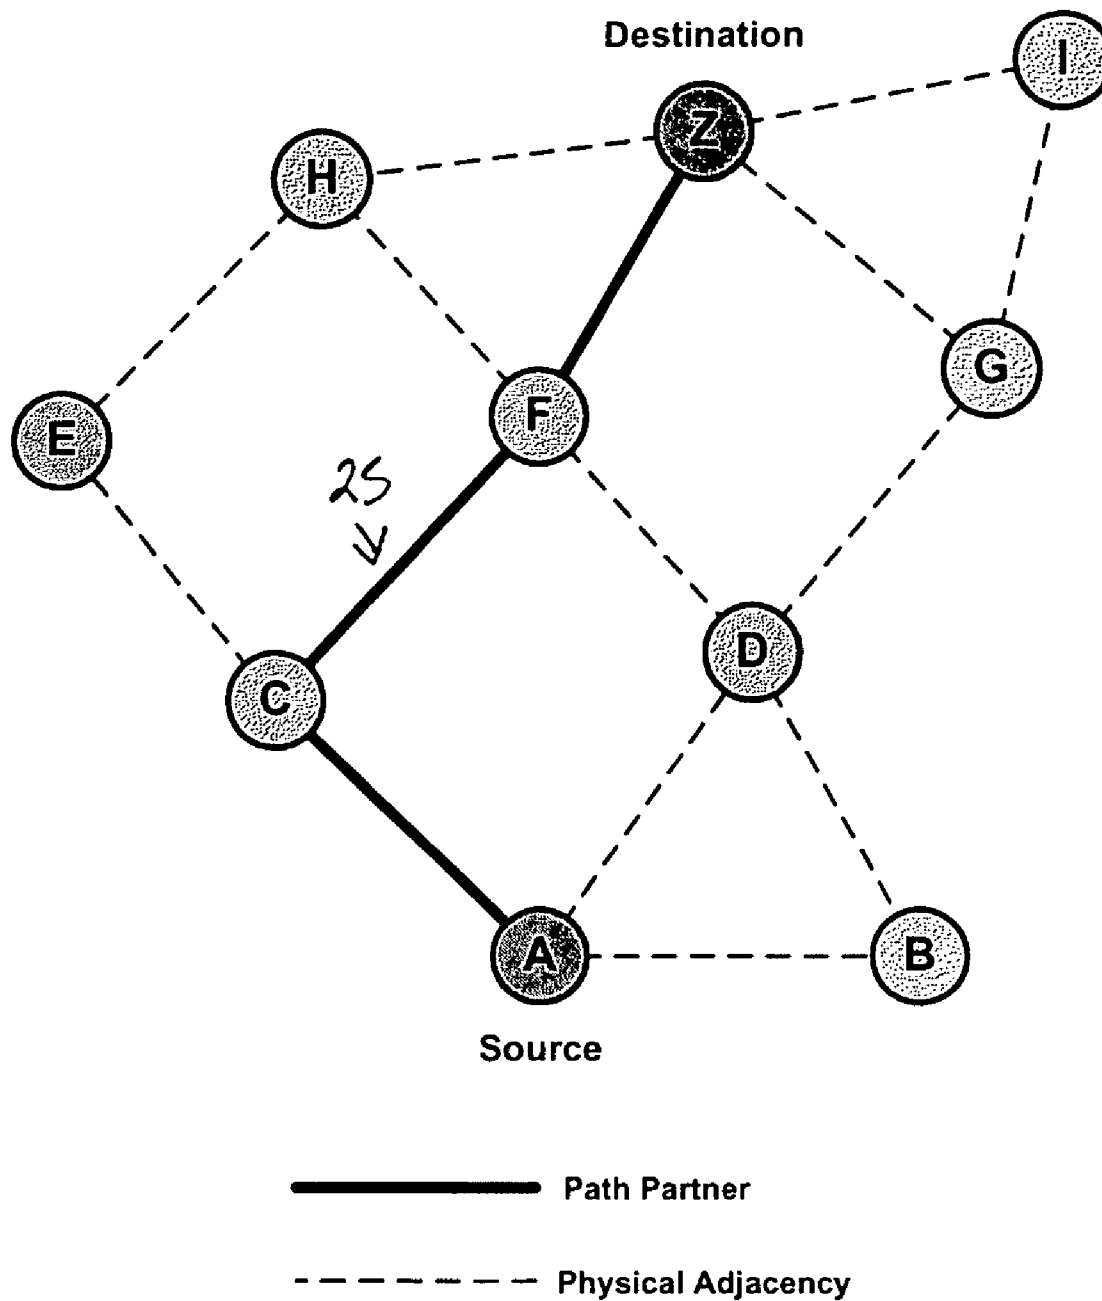 Destination
I
Z
H
G
F
E
25
D
C
A
B
Source
Path Partner
Physical Adjacency